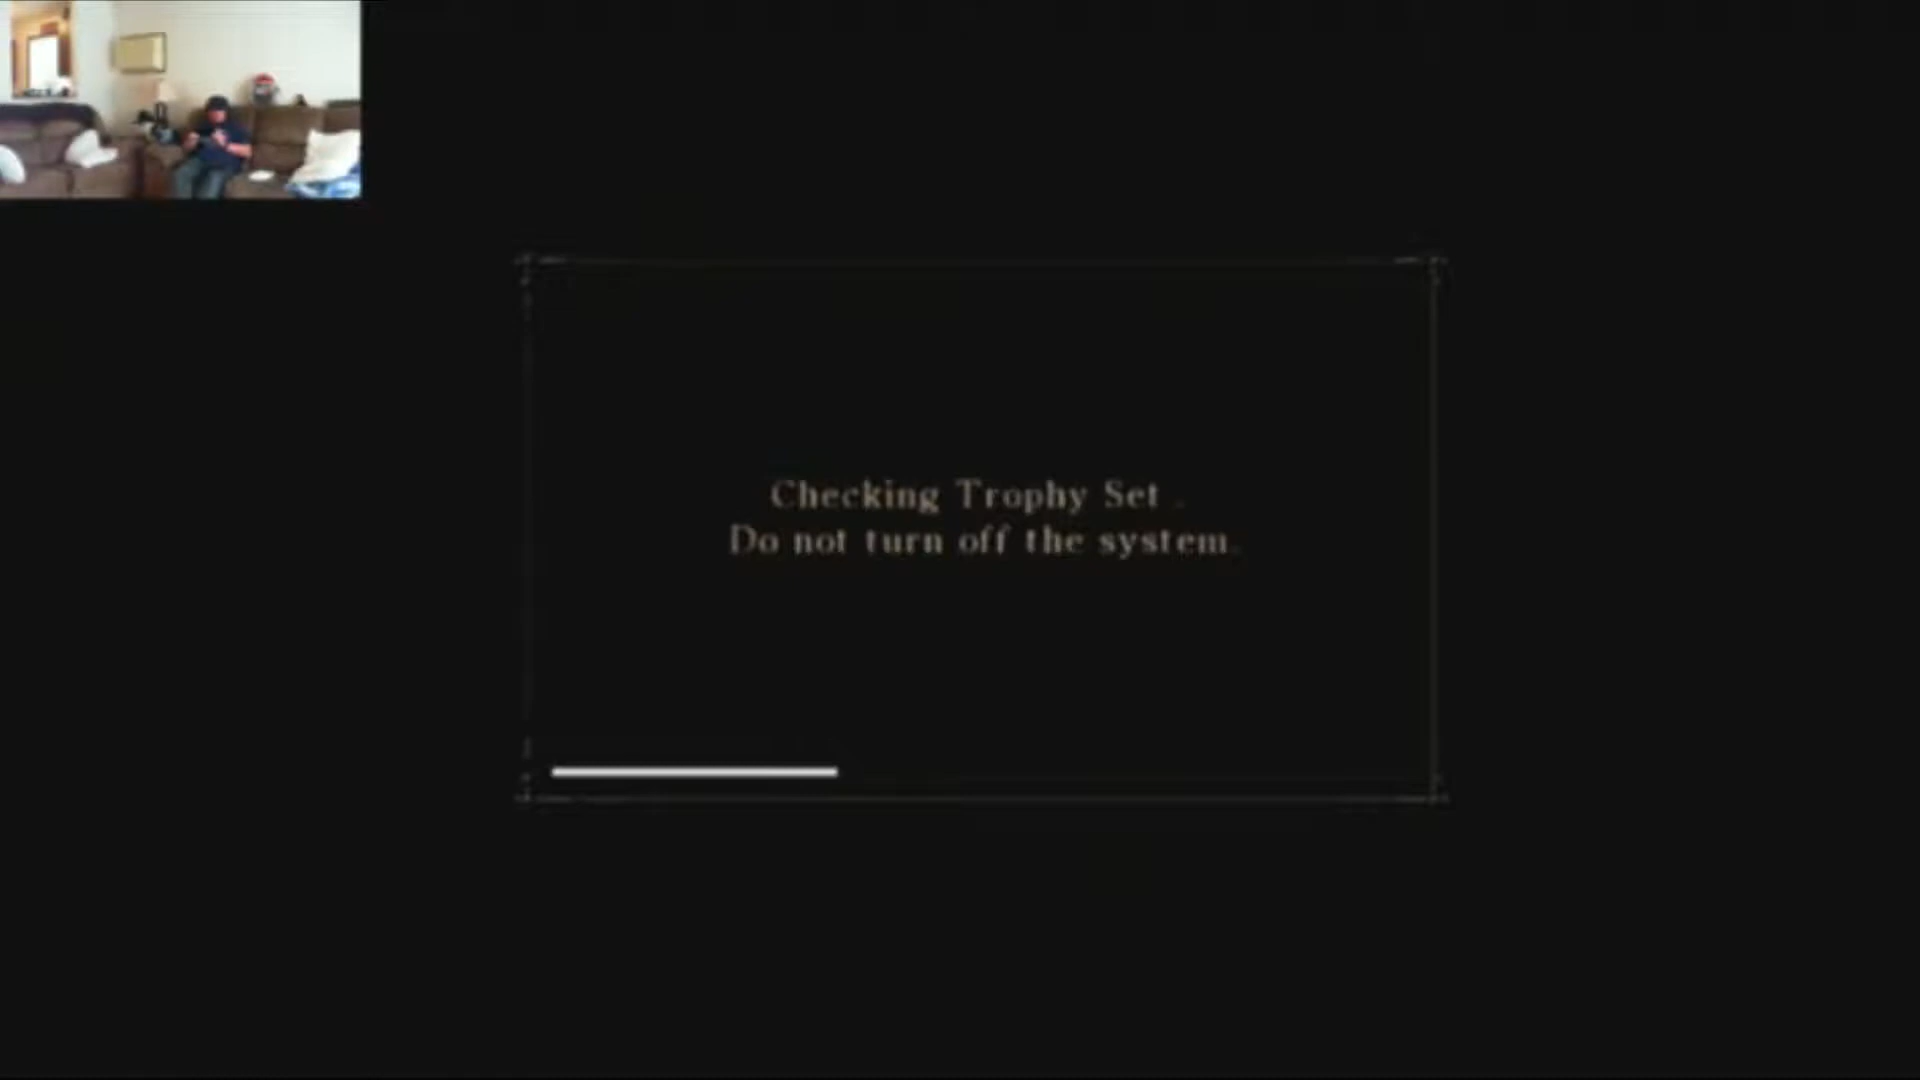 Checking Trophy Set .
Do not turn off the system.